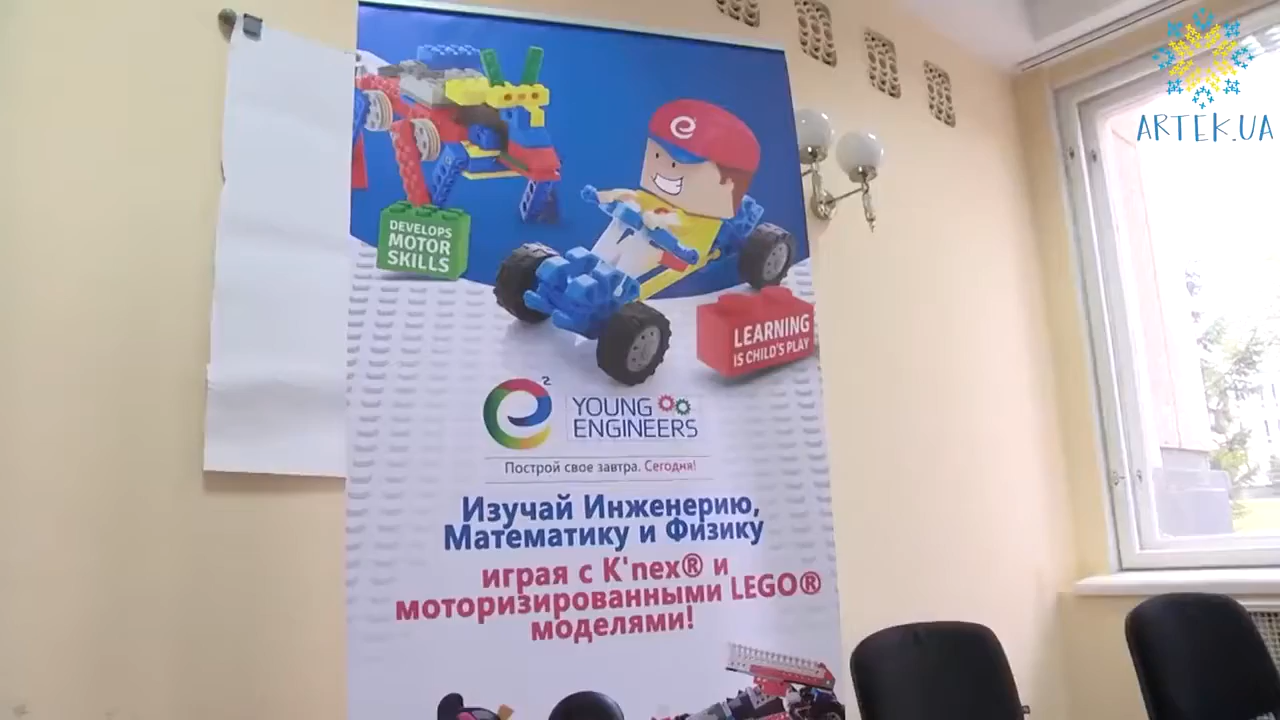 ARTEK.UA
DEVELOPS
MOTOR
SKILLS
LEARNING
IS CHILD'S PLAY
e²
YOUNG
ENGINEERS
Построй свое завтра. Сегодня!
Изучай Инженерию,
Математику и Физику
играя с K'nex® и
моторизированными LEGO®
моделями!